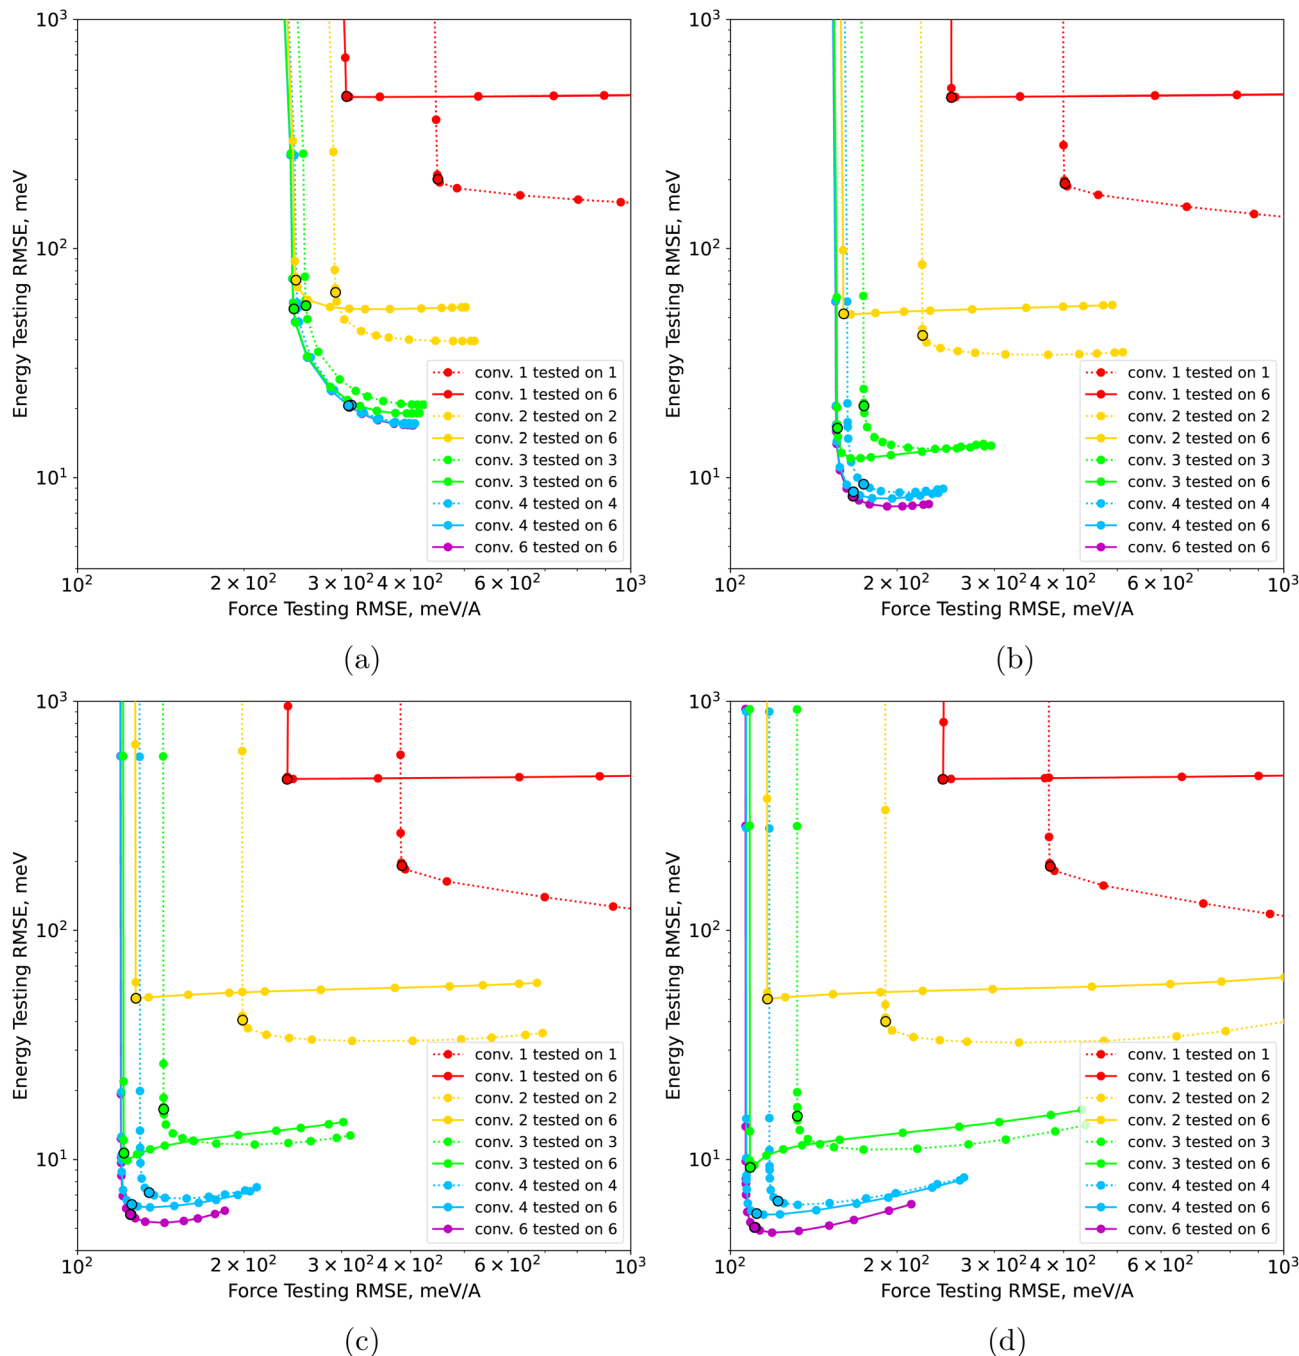 10³
10²
10¹
Energy Testing RMSE, meV
conv. 1 tested on 1
conv. 1 tested on 6
conv. 2 tested on 2
conv. 2 tested on 6
conv. 3 tested on 3
conv. 3 tested on 6
conv. 4 tested on 4
conv. 4 tested on 6
conv. 6 tested on 6
10² 2 × 10² 3 × 10² 4 × 10² 6 × 10² 10³
Force Testing RMSE, meV/A
(a)
10³
10²
10¹
Energy Testing RMSE, meV
conv. 1 tested on 1
conv. 1 tested on 6
conv. 2 tested on 2
conv. 2 tested on 6
conv. 3 tested on 3
conv. 3 tested on 6
conv. 4 tested on 4
conv. 4 tested on 6
conv. 6 tested on 6
10² 2 × 10² 3 × 10² 4 × 10² 6 × 10² 10³
Force Testing RMSE, meV/A
(b)
10³
10²
10¹
Energy Testing RMSE, meV
conv. 1 tested on 1
conv. 1 tested on 6
conv. 2 tested on 2
conv. 2 tested on 6
conv. 3 tested on 3
conv. 3 tested on 6
conv. 4 tested on 4
conv. 4 tested on 6
conv. 6 tested on 6
10² 2 × 10² 3 × 10² 4 × 10² 6 × 10² 10³
Force Testing RMSE, meV/A
(c)
10³
10²
10¹
Energy Testing RMSE, meV
conv. 1 tested on 1
conv. 1 tested on 6
conv. 2 tested on 2
conv. 2 tested on 6
conv. 3 tested on 3
conv. 3 tested on 6
conv. 4 tested on 4
conv. 4 tested on 6
conv. 6 tested on 6
10² 2 × 10² 3 × 10² 4 × 10² 6 × 10² 10³
Force Testing RMSE, meV/A
(d)